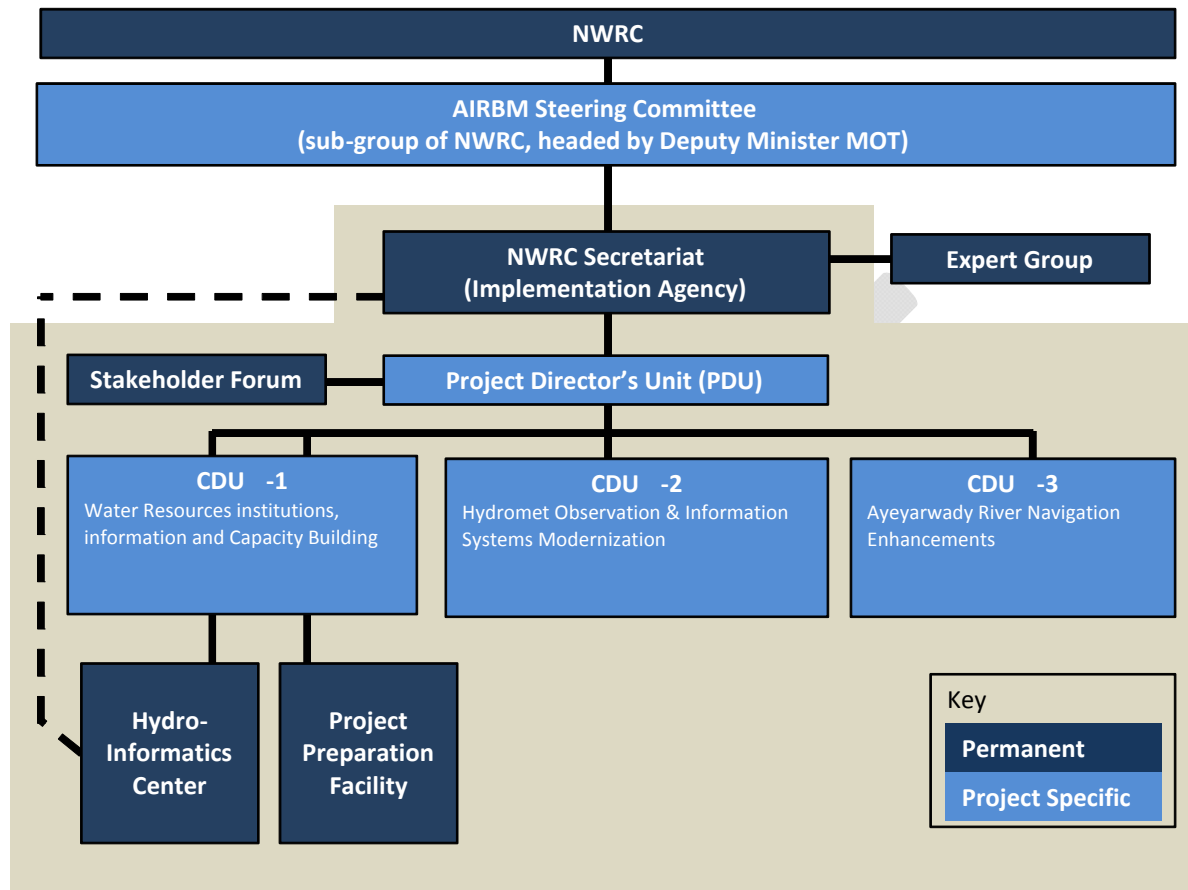 NWRC
AIRBM Steering Committee
(sub-group of NWRC, headed by Deputy Minister MOT)
NWRC Secretariat
(Implementation Agency)
Expert Group
Stakeholder Forum
Project Director’s Unit (PDU)
CDU -1
Water Resources institutions,
information and Capacity Building
CDU -2
Hydromet Observation & Information
Systems Modernization
CDU -3
Ayeyarwady River Navigation
Enhancements
Hydro-
Informatics
Center
Project
Preparation
Facility
Key
Permanent
Project Specific